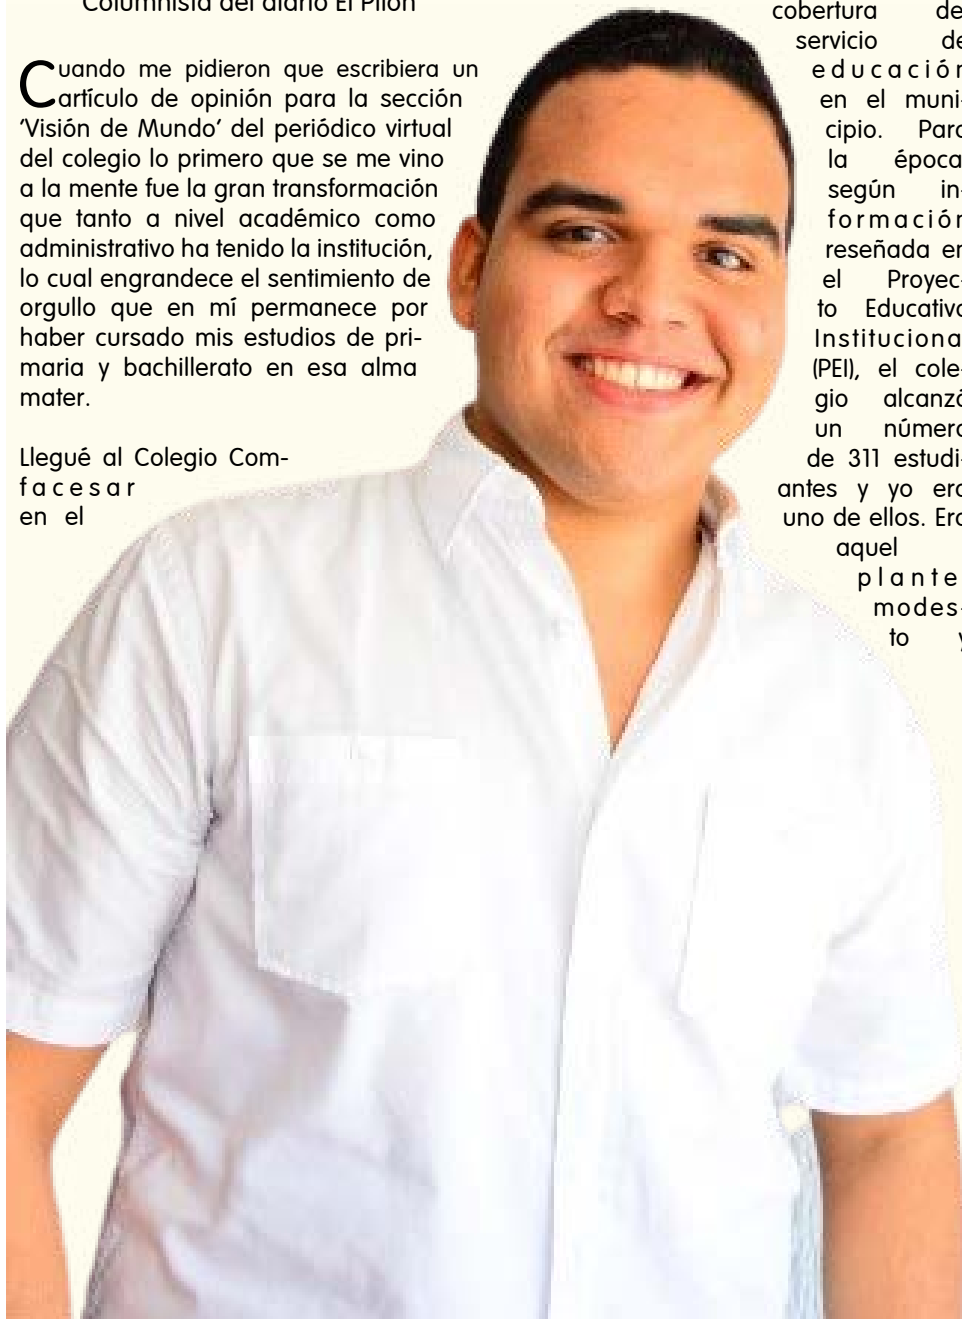 Columnista del diario El Pilón
Cuando me pidieron que escribiera un
artículo de opinión para la sección
‘Visión de Mundo’ del periódico virtual
del colegio lo primero que se me vino
a la mente fue la gran transformación
que tanto a nivel académico como
administrativo ha tenido la institución,
lo cual engrandece el sentimiento de
orgullo que en mí permanece por
haber cursado mis estudios de pri-
maria y bachillerato en esa alma
mater.
Llegué al Colegio Com-
facesar
en el
cobertura de
servicio de
educación
en el muni-
cipio. Para
la época
según in-
formación
reseñada en
el Proyec-
to Educativo
Instituciona
(PEI), el cole-
gio alcanzó
un número
de 311 estudi-
antes y yo era
uno de ellos. Era
aquel
plante
modes-
to y